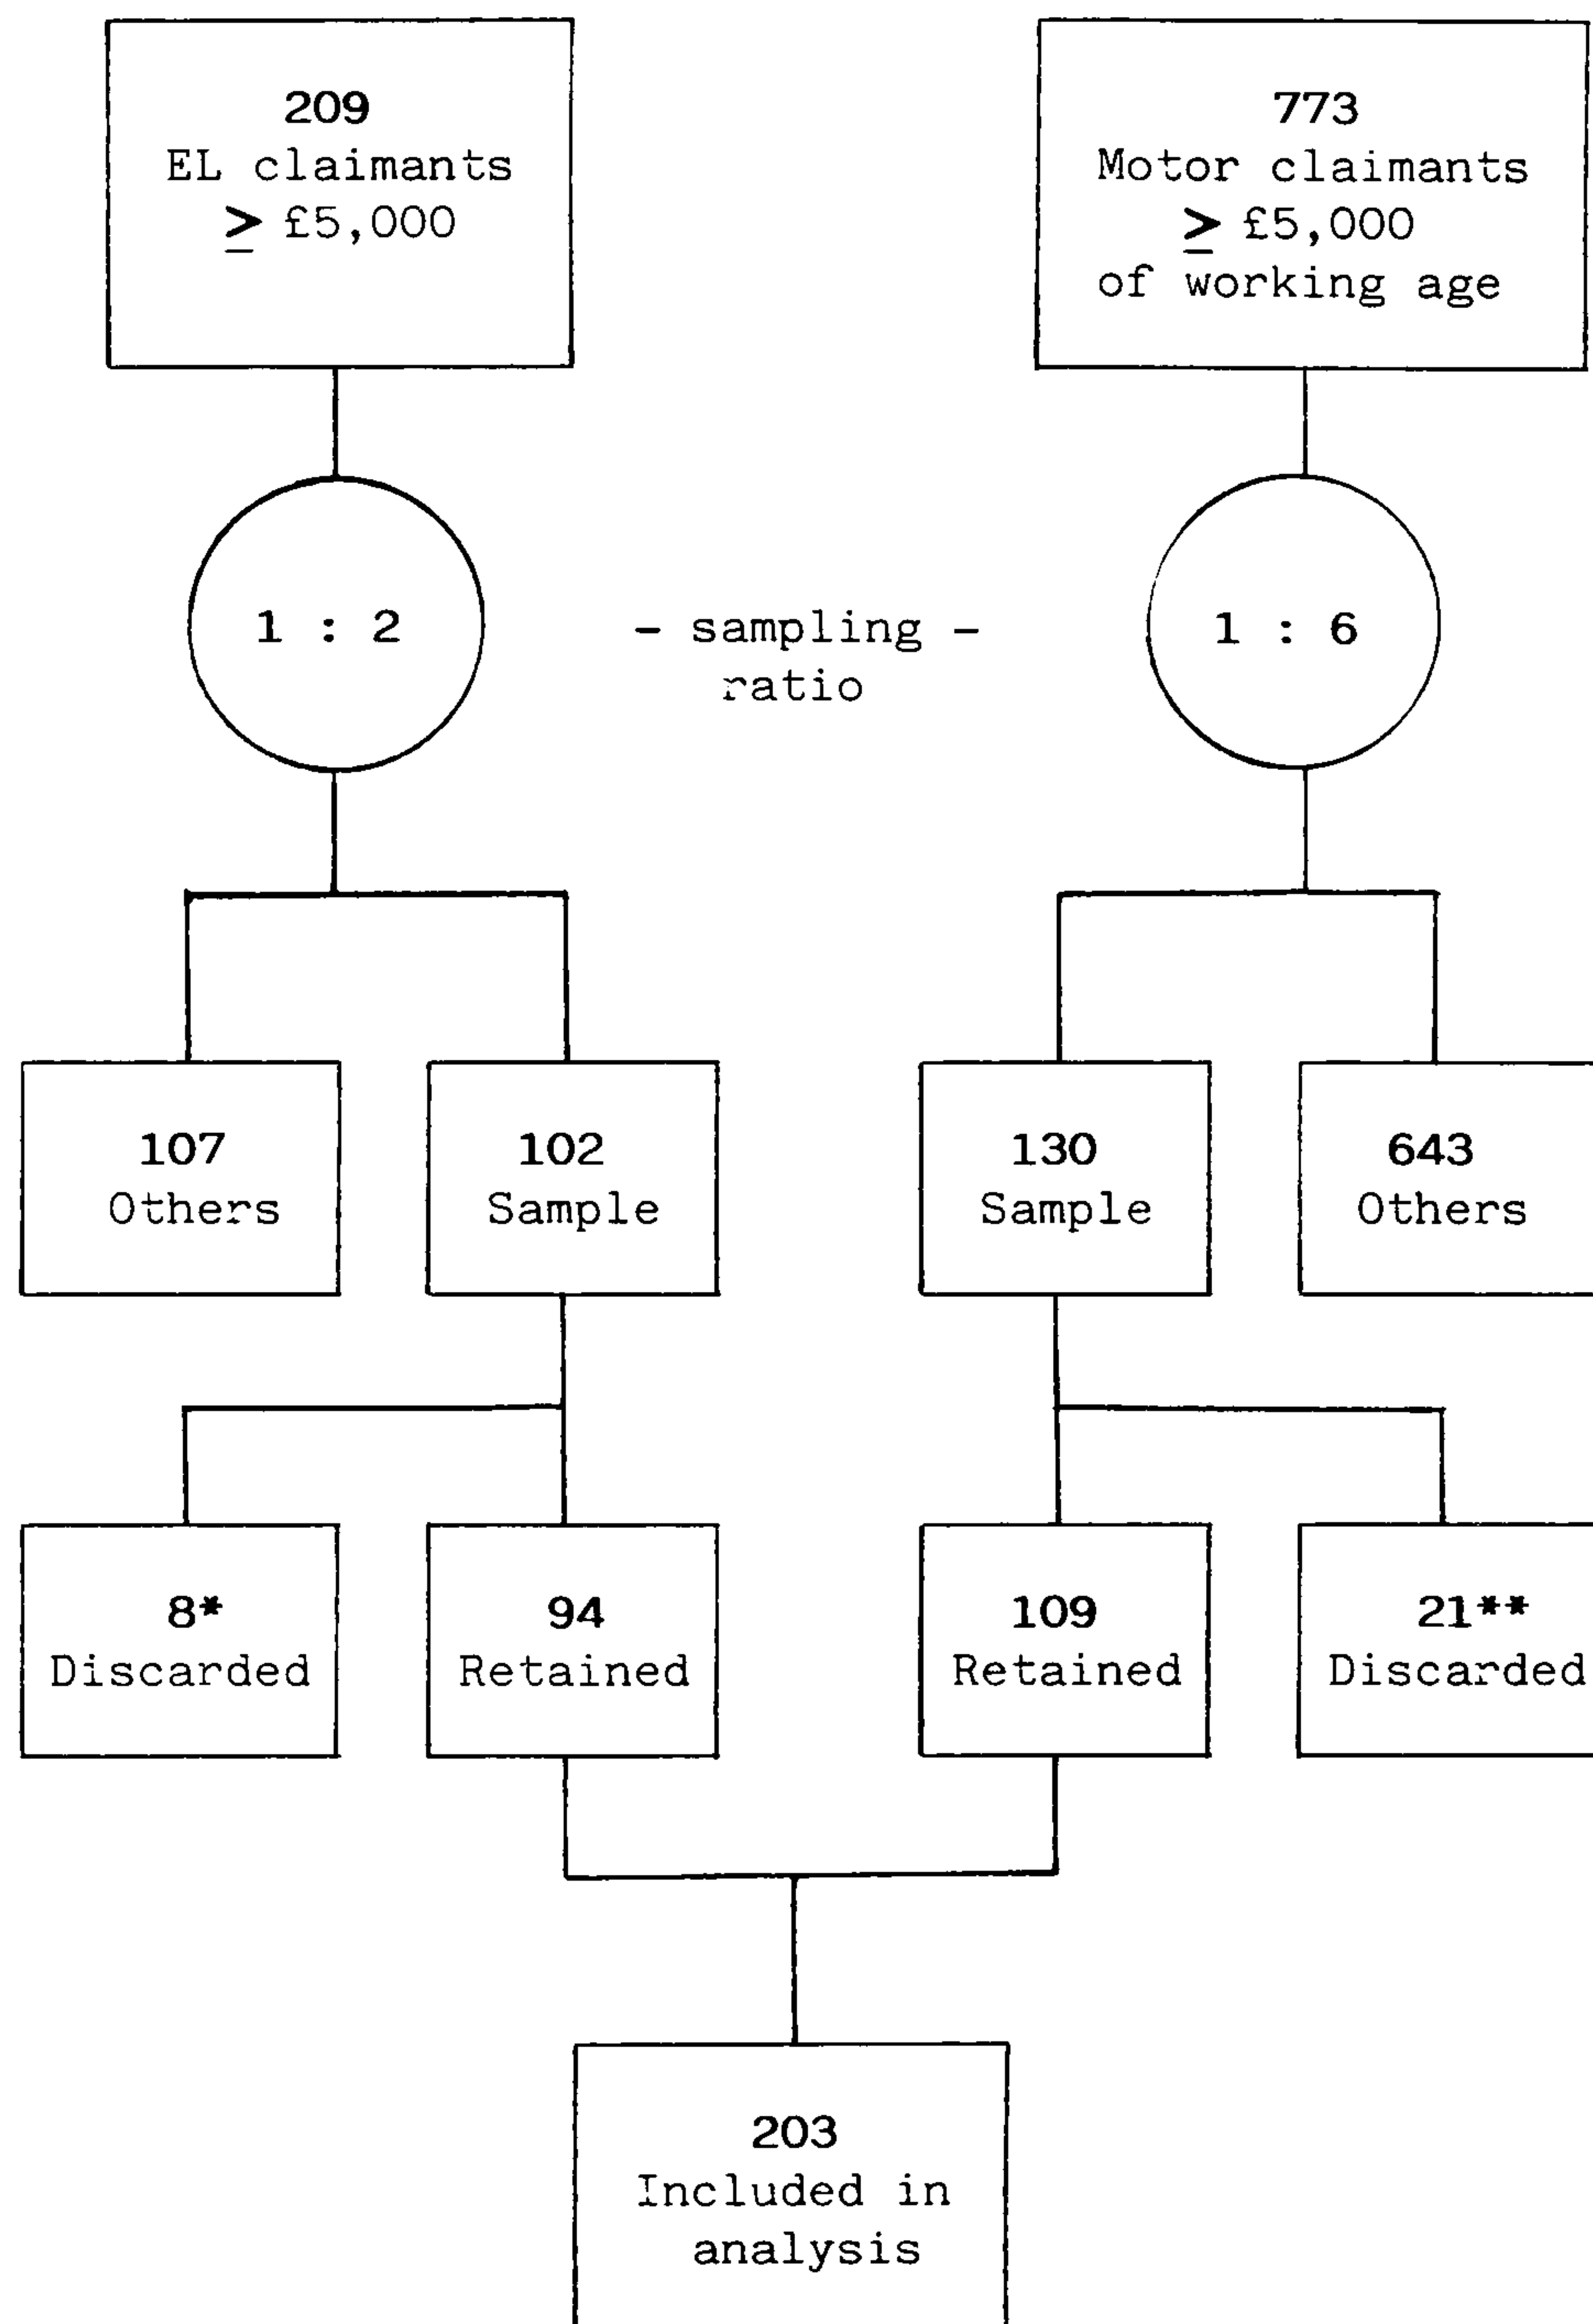 209
EL claimants
≥ £5,000
773
Motor claimants
≥ £5,000
of working age
1 : 2
- sampling -
ratio
1 : 6
107
Others
102
Sample
130
Sample
643
Others
8*
Discarded
94
Retained
109
Retained
21**
Discarded
203
Included in
analysis